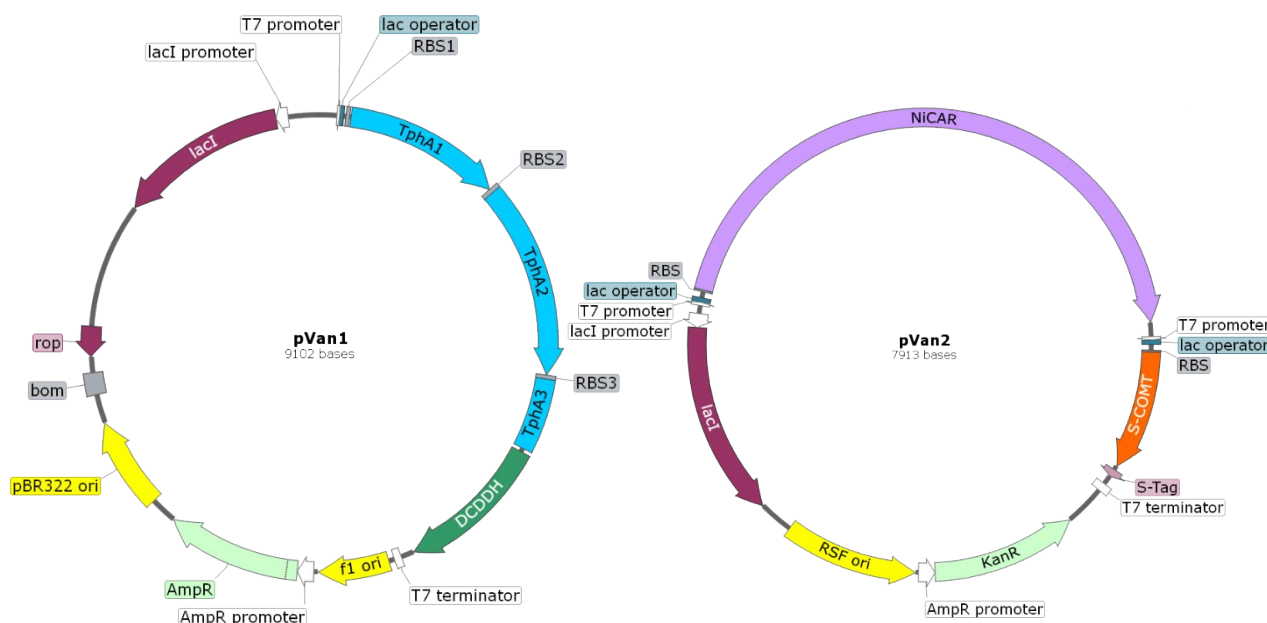 T7 promoter
lac operator
RBS1
lacI promoter
lacI
TphA1
RBS2
TphA2
pVan1
9102 bases
rop
bom
RBS3
TphA3
DCDDH
pBR322 ori
AmpR
f1 ori
T7 terminator
AmpR promoter
NiCAR
RBS
lac operator
T7 promoter
lacI promoter
pVan2
7913 bases
T7 promoter
lac operator
RBS
lacI
S-COMT
S-Tag
T7 terminator
RSF ori
KanR
AmpR promoter